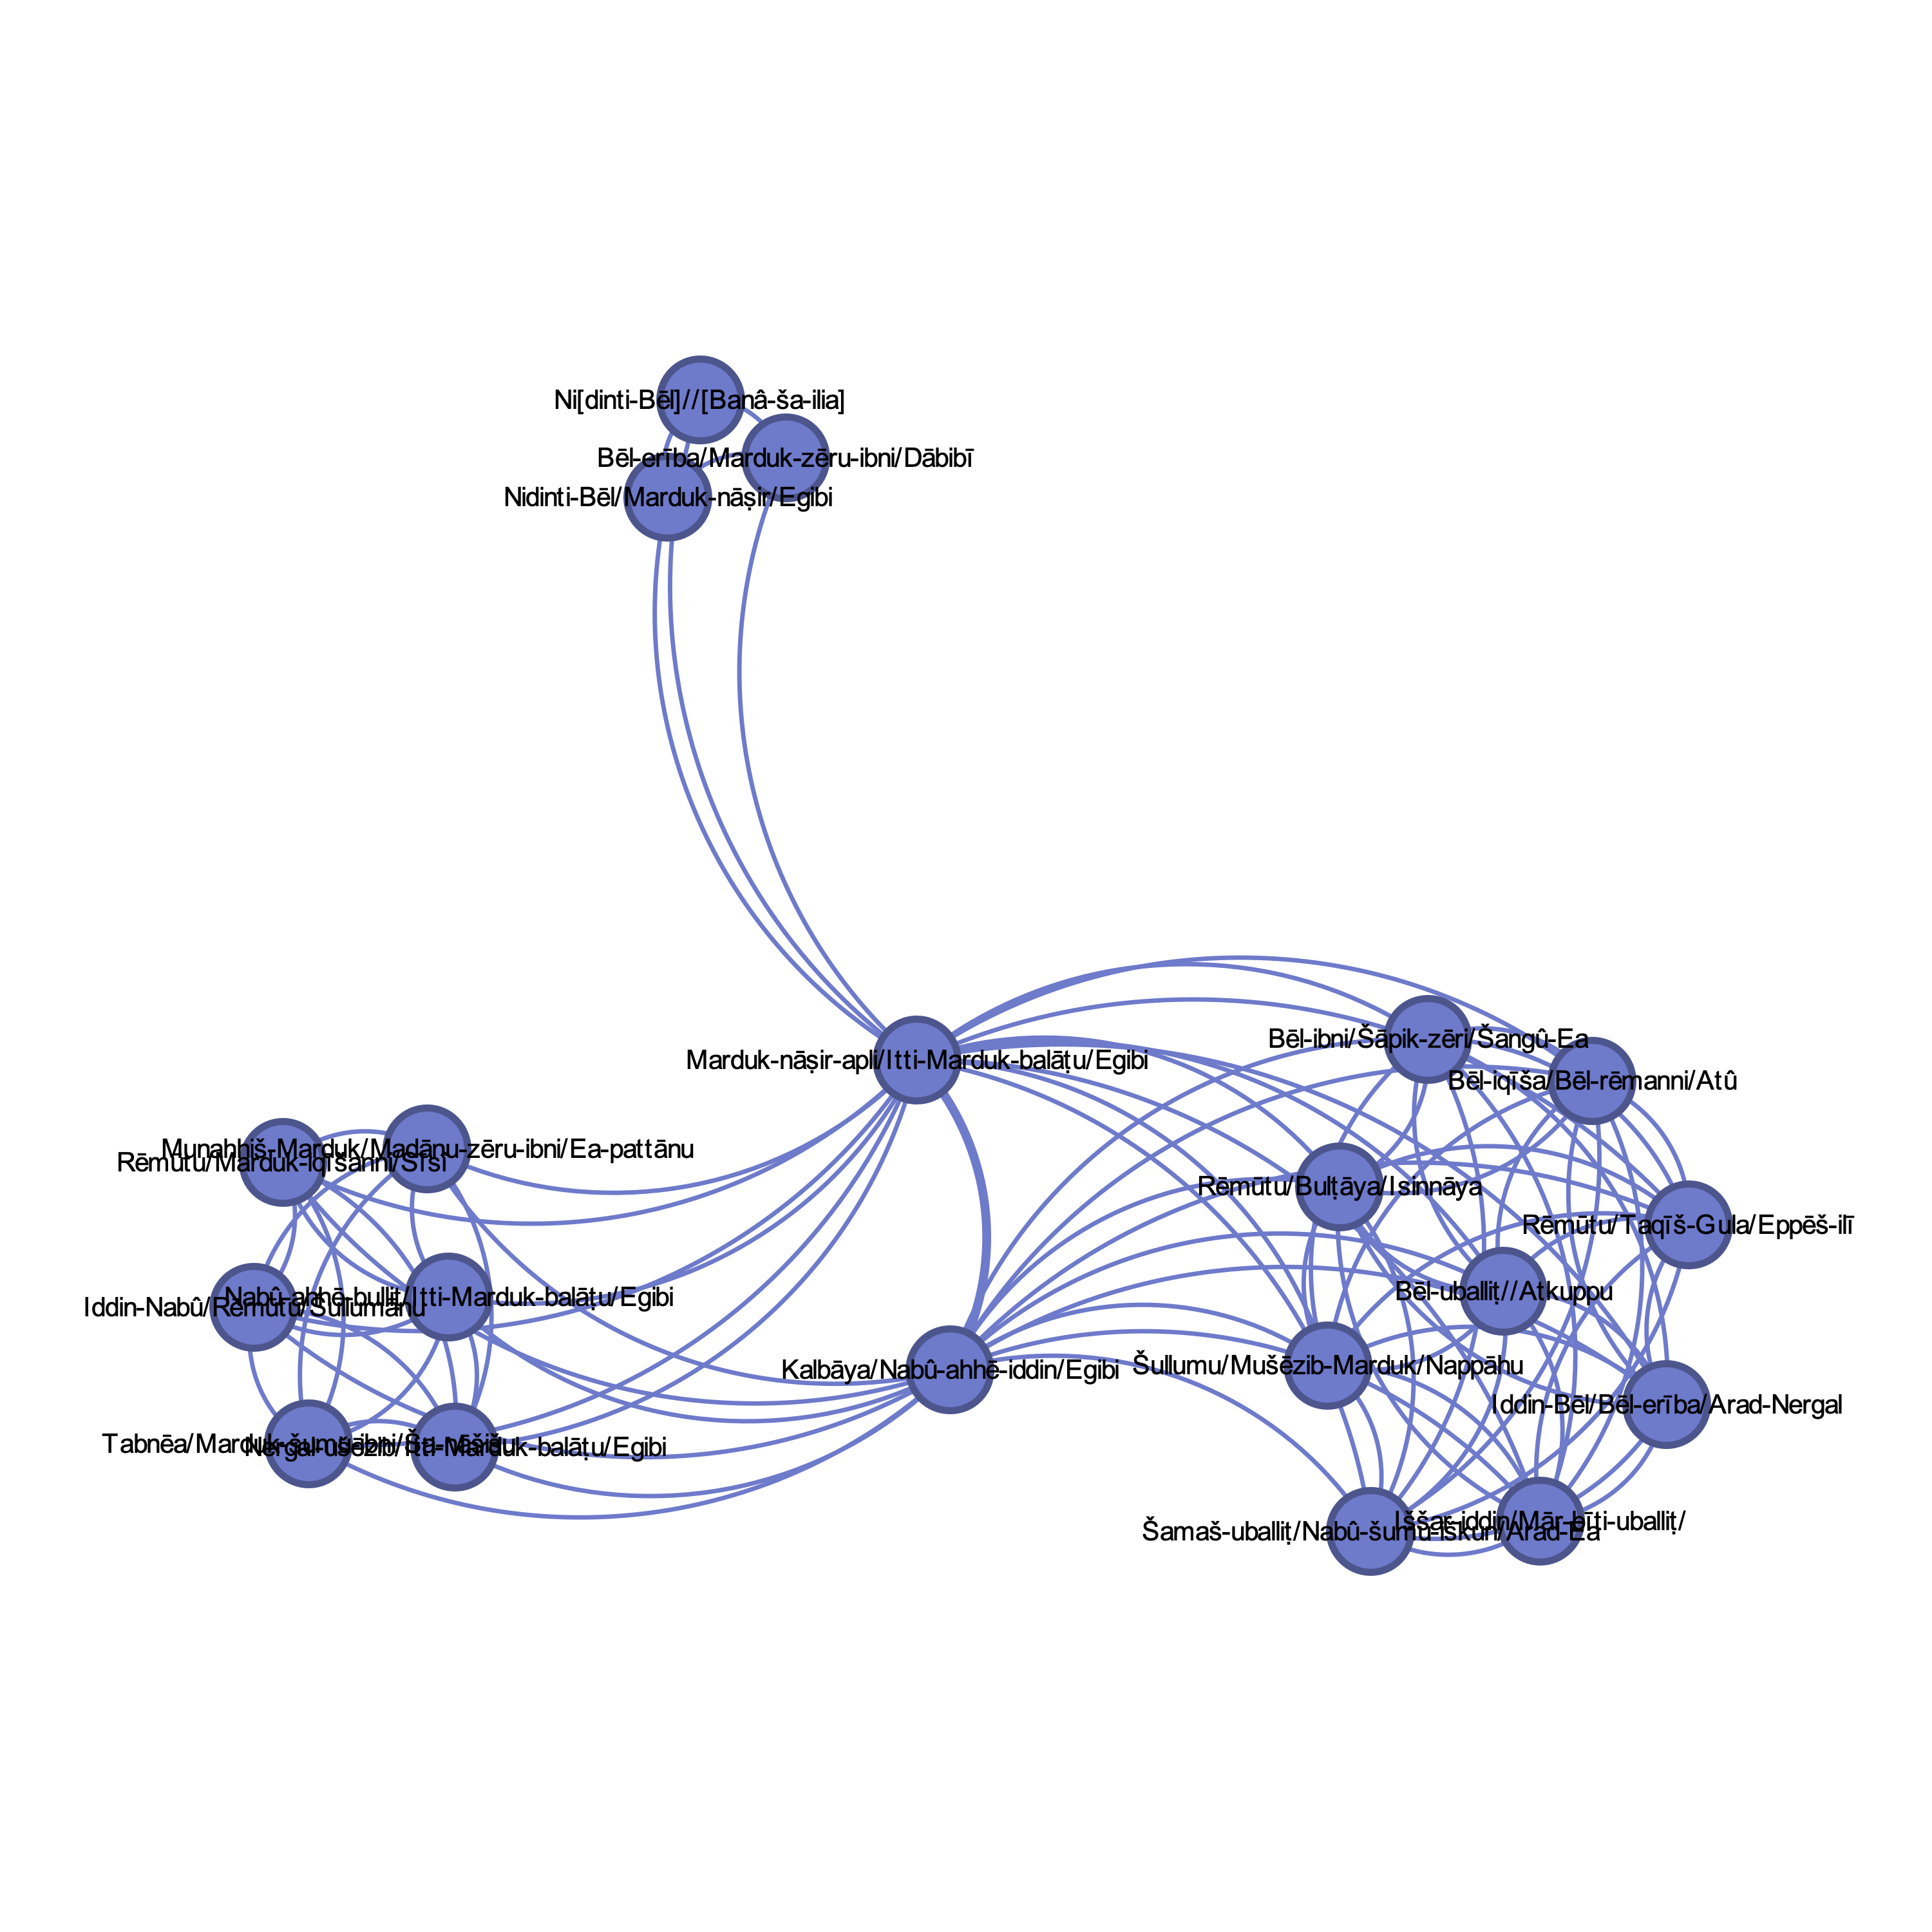 Ni[dinti-Bēl]//[Banâ-ša-ilia]
Bēl-erība/Marduk-zēru-ibni/Dābibī
Nidinti-Bēl/Marduk-nāṣir/Egibi
Bēl-ibni/Šāpik-zēri/Šangû-Ea
Marduk-nāṣir-apli/Itti-Marduk-balāṭu/Egibi
Bēl-iqīša/Bēl-rēmanni/Atû
Munahhiš-Marduk/Madānu-zēru-ibni/Ea-pattānu
Rēmūtu/Marduk-iqīšanni/Sîsî
Rēmūtu/Bulṭāya/Isinnāya
Rēmūtu/Taqīš-Gula/Eppēš-ilī
Bēl-uballiṭ//Atkuppu
Nabû-ahhē-bulliṭ/Itti-Marduk-balāṭu/Egibi
Iddin-Nabû/Rēmūtu/Šullumānu
Šullumu/Mušēzib-Marduk/Nappāhu
Kalbāya/Nabû-ahhē-iddin/Egibi
Iddin-Bēl/Bēl-erība/Arad-Nergal
Tabnēa/Marduk-šumu-ibni/
Nergal-ušēzib/Itti-Marduk-balāṭu/Egibi
Iššar-iddin/Mār-bīti-uballiṭ/
Šamaš-uballiṭ/Nabû-šumu-iškun/Arad-Ea